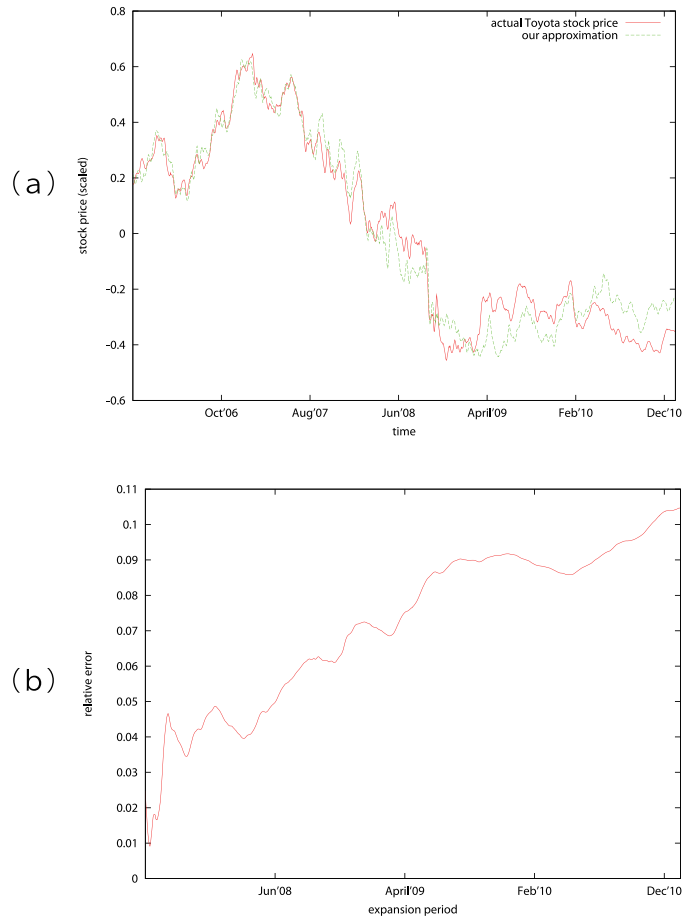 (a)
0.8
0.6
0.4
0.2
0
-0.2
-0.4
-0.6
stock price (scaled)
actual Toyota stock price
our approximation
Oct'06
Aug'07
Jun'08
April'09
Feb'10
Dec'10
time
(b)
0.11
0.1
0.09
0.08
0.07
0.06
0.05
0.04
0.03
0.02
0.01
0
relative error
Jun'08
April'09
Feb'10
Dec'10
expansion period